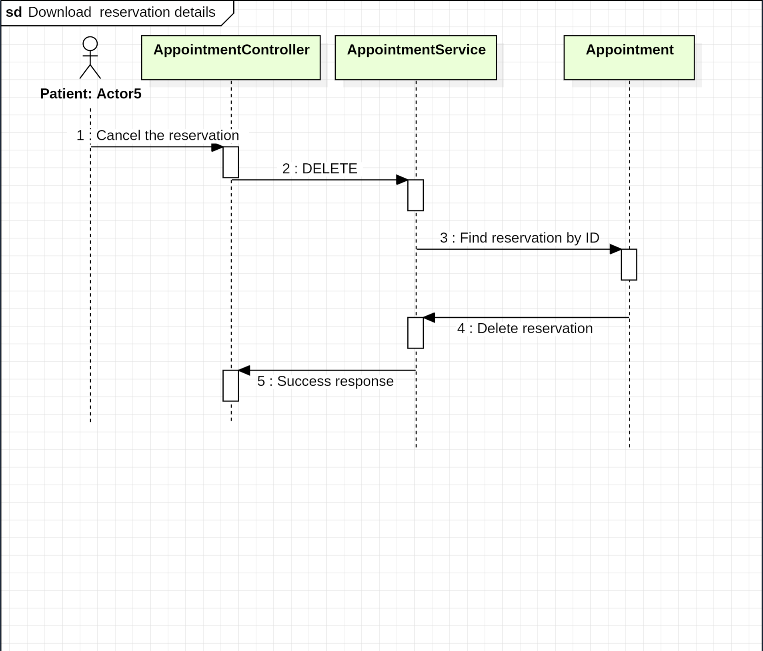 sd Download reservation details
AppointmentController
AppointmentService
Appointment
Patient: Actor5
1 : Cancel the reservation
2 : DELETE
3 : Find reservation by ID
4 : Delete reservation
5 : Success response